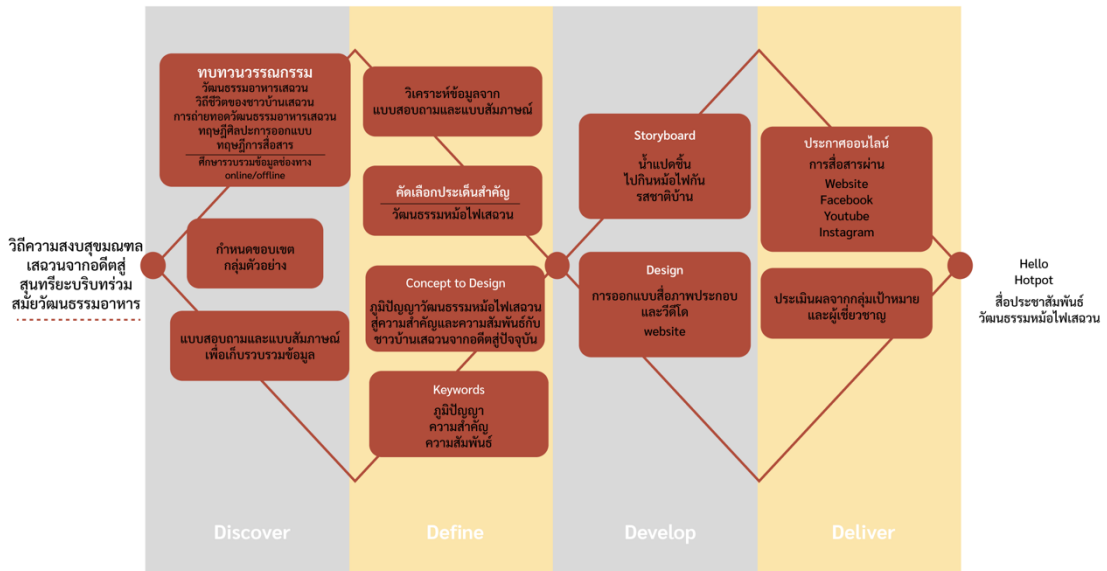 วิถีความสงบสุขมณฑล
เสฉวนจากอดีตสู่
สุนทรียะบริบทร่วม
สมัยวัฒนธรรมอาหาร
ทบทวนวรรณกรรม
วัฒนธรรมอาหารเสฉวน
วิถีชีวิตของชาวบ้านเสฉวน
การถ่ายทอดวัฒนธรรมอาหารเสฉวน
ทฤษฎีศิลปะการออกแบบ
ทฤษฎีการสื่อสาร
ศึกษารวบรวมข้อมูลช่องทาง
online/offline
กำหนดขอบเขต
กลุ่มตัวอย่าง
แบบสอบถามและแบบสัมภาษณ์
เพื่อเก็บรวบรวมข้อมูล
Discover
วิเคราะห์ข้อมูลจาก
แบบสอบถามและแบบสัมภาษณ์
คัดเลือกประเด็นสำคัญ
วัฒนธรรมหม้อไฟเสฉวน
Concept to Design
ภูมิปัญญาวัฒนธรรมหม้อไฟเสฉวน
สู่ความสำคัญและความสัมพันธ์กับ
ชาวบ้านเสฉวนจากอดีตสู่ปัจจุบัน
Keywords
ภูมิปัญญา
ความสำคัญ
ความสัมพันธ์
Define
Storyboard
น้ำแปดชิ้น
ไปกินหม้อไฟกัน
รสชาติบ้าน
Design
การออกแบบสื่อภาพประกอบ
และวีดีโด
website
Develop
ประกาศออนไลน์
การสื่อสารผ่าน
Website
Facebook
Youtube
Instagram
ประเมินผลจากกลุ่มเป้าหมาย
และผู้เชี่ยวชาญ
Deliver
Hello
Hotpot
สื่อประชาสัมพันธ์
วัฒนธรรมหม้อไฟเสฉวน